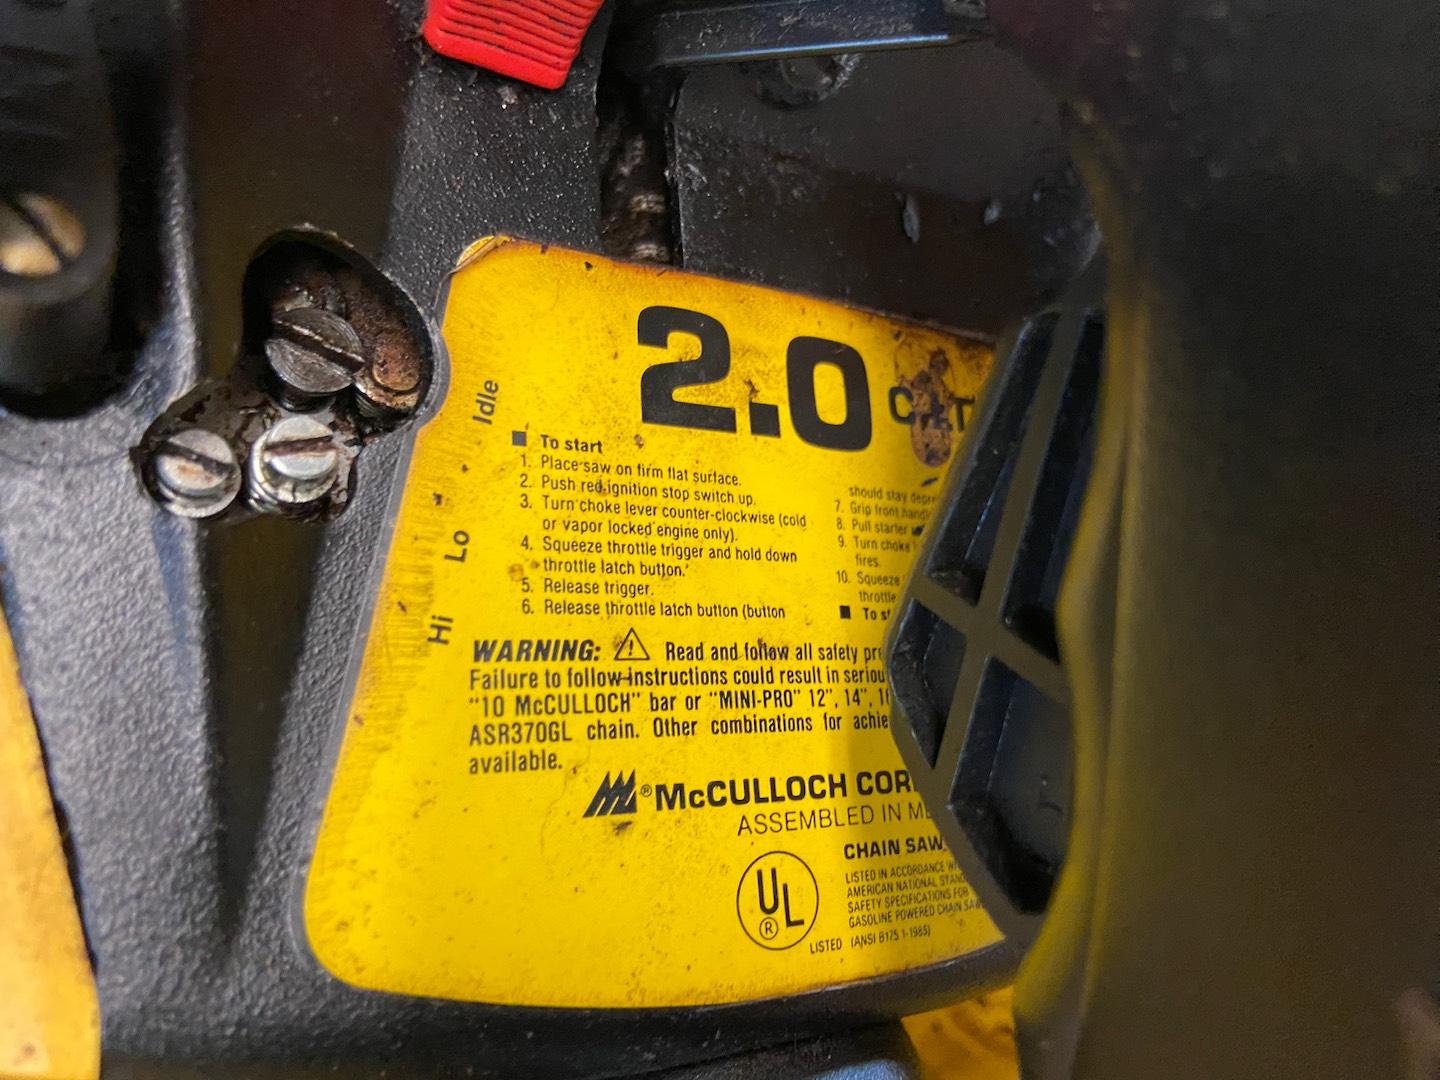 2.0
Idle
Lo
Hi
■ To start
1. Place saw on firm flat surface.
2. Push red ignition stop switch up.
3. Turn choke lever counter-clockwise (cold
or vapor locked engine only).
4. Squeeze throttle trigger and hold down
throttle latch button.
5. Release trigger.
6. Release throttle latch button (button
should stay
7. Grip front
8. Pull starter
9. Turn choke
fires.
10. Squeeze
throttle
■ To
WARNING: ⚠ Read and follow all safety
Failure to follow instructions could result in
"10 McCULLOCH" bar or "MINI-PRO" 12", 14",
ASR370GL chain. Other combinations for
available.
®McCULLOCH
ASSEMBLED IN
UL
®
LISTED
CHAIN SAW
LISTED IN ACCORDANCE
AMERICAN NATIONAL
SAFETY SPECIFICATIONS FOR
GASOLINE POWERED CHAIN
(ANSI B175 1-1985)